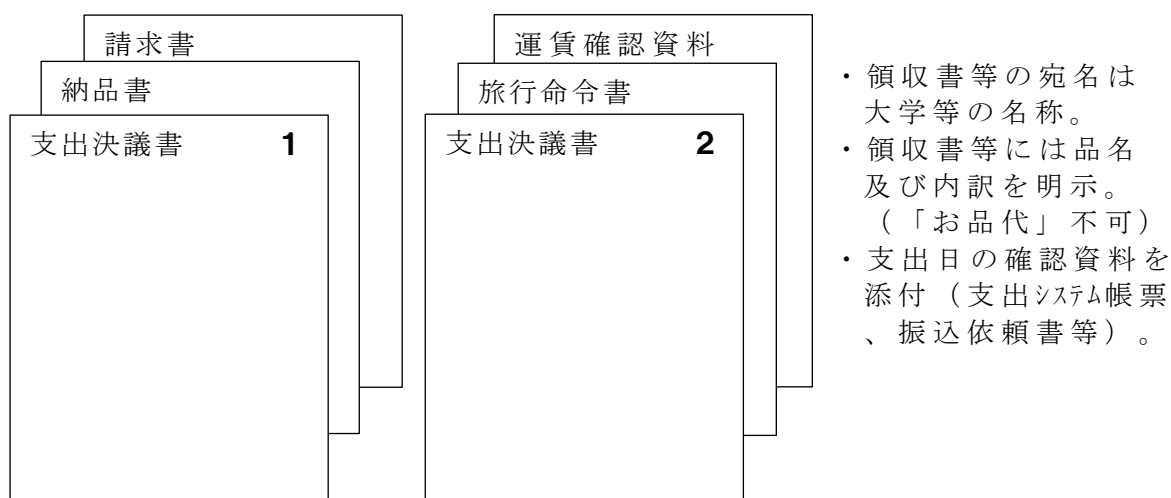 請求書
納品書
支出決議書 1
運賃確認資料
旅行命令書
支出決議書 2
・領収書等の宛名は
大学等の名称。
・領収書等には品名
及び内訳を明示。
（「お品代」不可）
・支出日の確認資料を
添付（支出ｼｽﾃﾑ帳票
、振込依頼書等）。